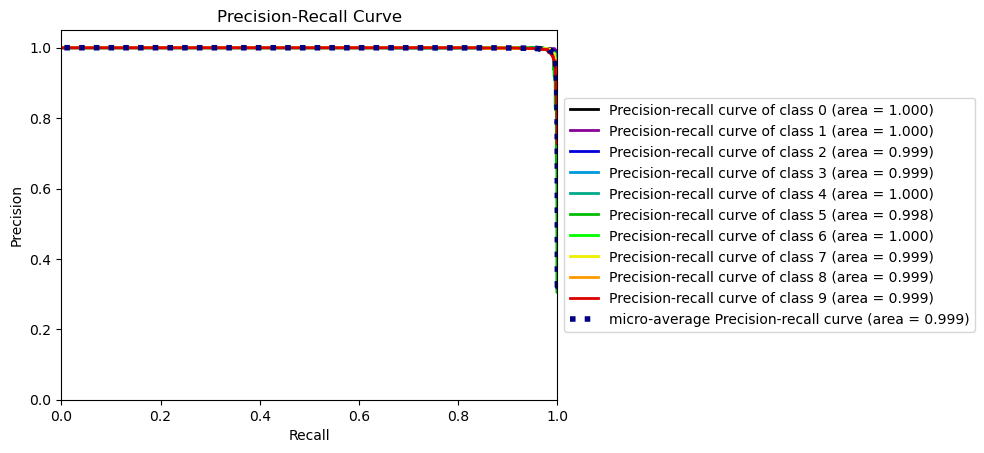 Precision-Recall Curve
1.0
0.8
0.6
0.4
0.2
0.0
Precision
0.0 0.2 0.4 0.6 0.8 1.0
Recall
Precision-recall curve of class 0 (area = 1.000)
Precision-recall curve of class 1 (area = 1.000)
Precision-recall curve of class 2 (area = 0.999)
Precision-recall curve of class 3 (area = 0.999)
Precision-recall curve of class 4 (area = 1.000)
Precision-recall curve of class 5 (area = 0.998)
Precision-recall curve of class 6 (area = 1.000)
Precision-recall curve of class 7 (area = 0.999)
Precision-recall curve of class 8 (area = 0.999)
Precision-recall curve of class 9 (area = 0.999)
micro-average Precision-recall curve (area = 0.999)